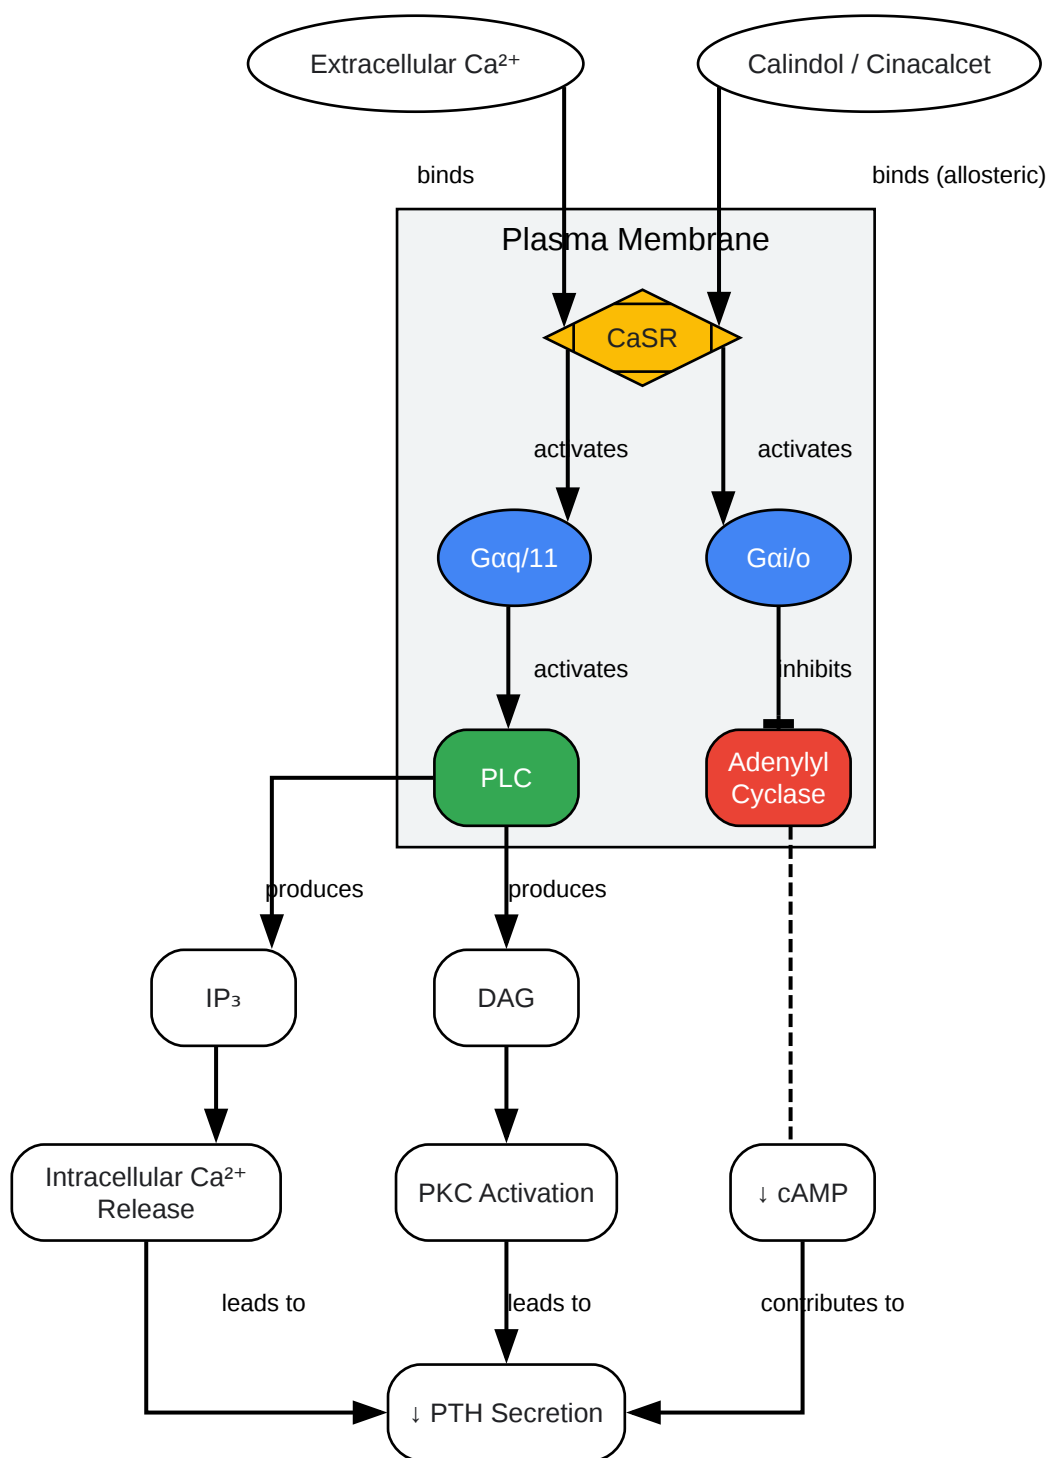 Extracellular Ca²⁺
Calindol / Cinacalcet
binds
binds (allosteric)
Plasma Membrane
CaSR
activates
activates
Gαq/11
Gαi/o
activates
inhibits
PLC
Adenylyl
Cyclase
produces
produces
IP₃
DAG
Intracellular Ca²⁺
Release
PKC Activation
↓ cAMP
leads to
leads to
contributes to
↓ PTH Secretion